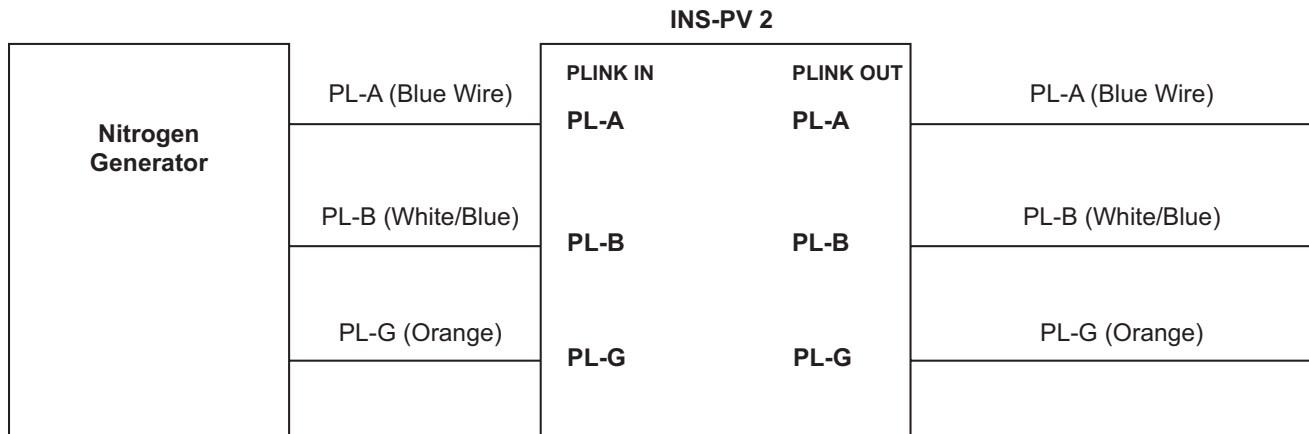 INS-PV 2
Nitrogen
Generator
PL-A (Blue Wire)
PL-B (White/Blue)
PL-G (Orange)
PLINK IN
PL-A
PL-B
PL-G
PLINK OUT
PL-A
PL-B
PL-G
PL-A (Blue Wire)
PL-B (White/Blue)
PL-G (Orange)